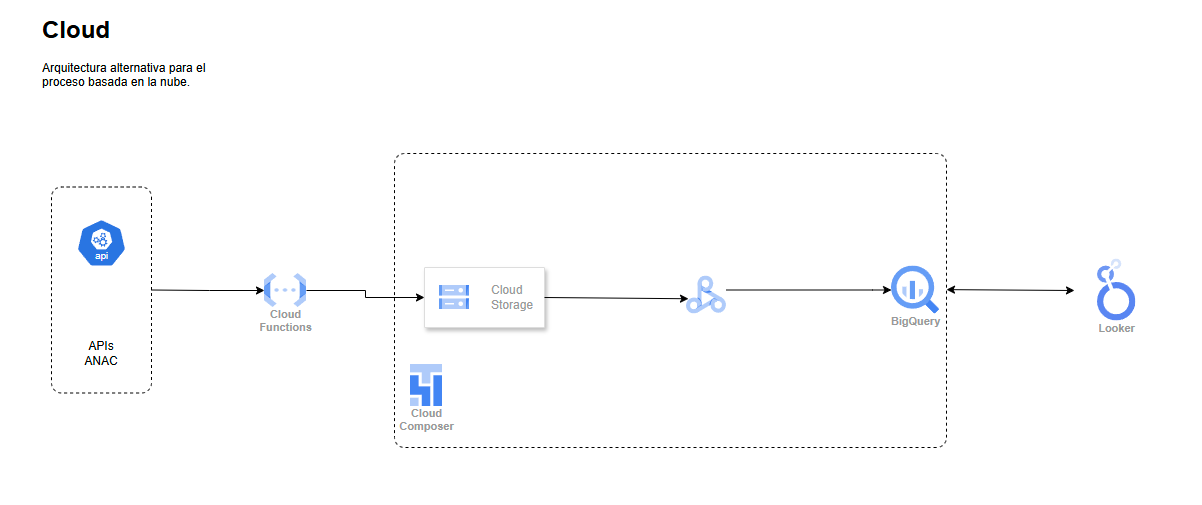 Cloud
Arquitectura alternativa para el
proceso basada en la nube.
api
APIs
ANAC
Cloud
Functions
Cloud
Storage
Cloud
Composer
BigQuery
Looker